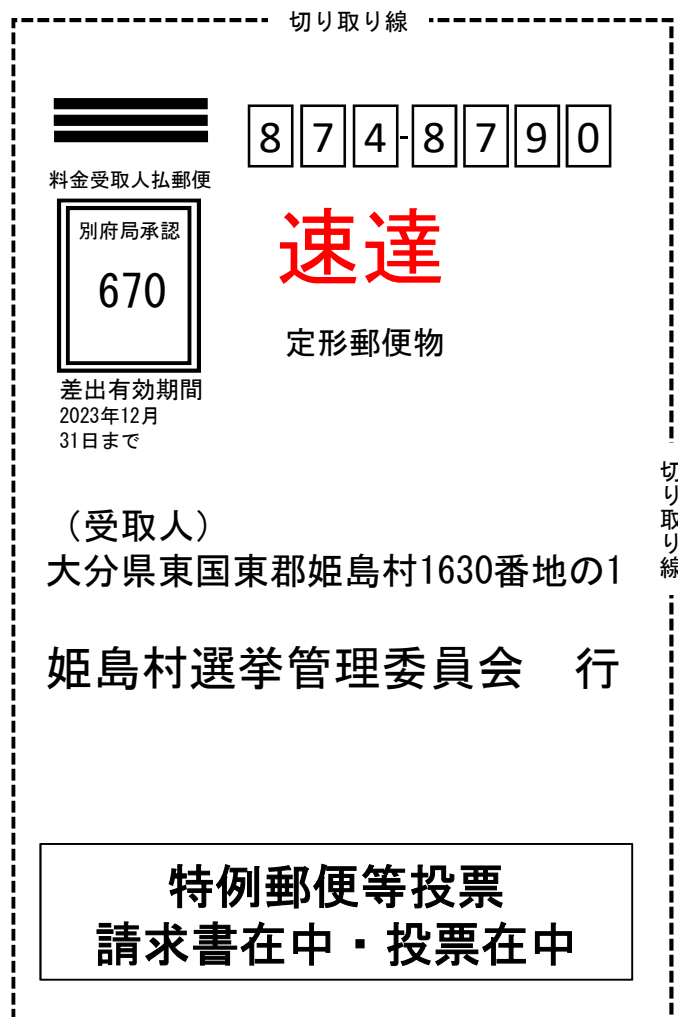 切り取り線
874-8790
料金受取人払郵便
別府局承認
670
速達
定形郵便物
差出有効期間
2023年12月
31日まで
切り取り線
（受取人）
大分県東国東郡姫島村1630番地の1
姫島村選挙管理委員会　行
特例郵便等投票
請求書在中・投票在中